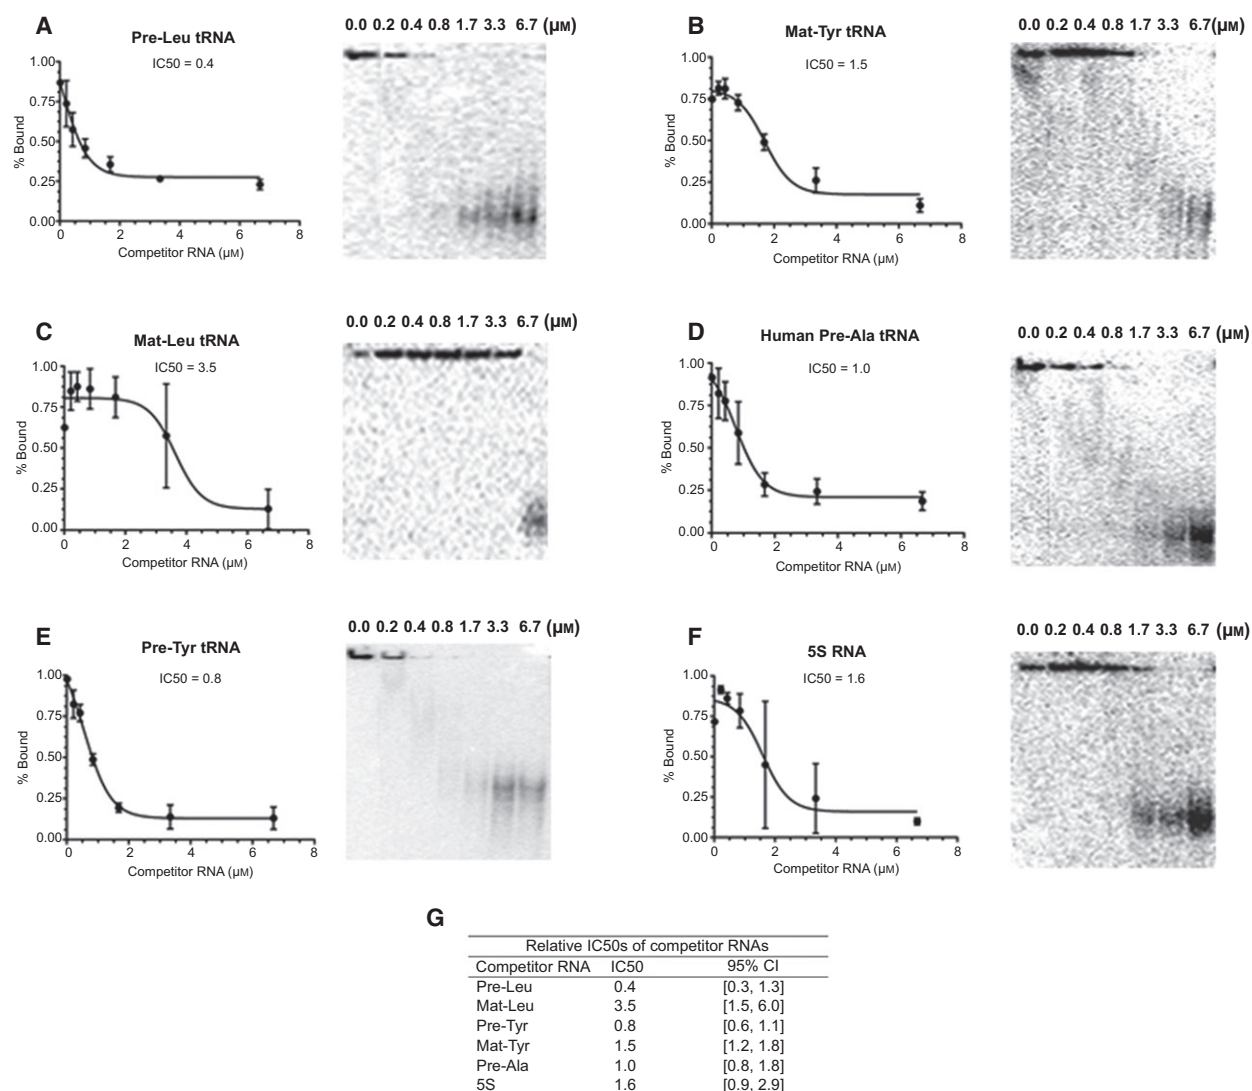 A
Pre-Leu tRNA
IC50 = 0.4
1.00
0.75
0.50
0.25
0.00
% Bound
0 2 4 6 8
Competitor RNA (µM)
0.0 0.2 0.4 0.8 1.7 3.3 6.7 (µM)
B
Mat-Tyr tRNA
IC50 = 1.5
1.00
0.75
0.50
0.25
0.00
% Bound
0 2 4 6 8
Competitor RNA (µM)
0.0 0.2 0.4 0.8 1.7 3.3 6.7(µM)
C
Mat-Leu tRNA
IC50 = 3.5
1.00
0.75
0.50
0.25
0.00
% Bound
0 2 4 6 8
Competitor RNA (µM)
0.0 0.2 0.4 0.8 1.7 3.3 6.7 (µM)
D
Human Pre-Ala tRNA
IC50 = 1.0
1.00
0.75
0.50
0.25
0.00
% Bound
0 2 4 6 8
Competitor RNA (µM)
0.0 0.2 0.4 0.8 1.7 3.3 6.7 (µM)
E
Pre-Tyr tRNA
IC50 = 0.8
1.00
0.75
0.50
0.25
0.00
% Bound
0 2 4 6 8
Competitor RNA (µM)
0.0 0.2 0.4 0.8 1.7 3.3 6.7 (µM)
F
5S RNA
IC50 = 1.6
1.00
0.75
0.50
0.25
0.00
% Bound
0 2 4 6 8
Competitor RNA (µM)
0.0 0.2 0.4 0.8 1.7 3.3 6.7 (µM)
G
Relative IC50s of competitor RNAs
Competitor RNA IC50 95% CI
Pre-Leu 0.4 [0.3, 1.3]
Mat-Leu 3.5 [1.5, 6.0]
Pre-Tyr 0.8 [0.6, 1.1]
Mat-Tyr 1.5 [1.2, 1.8]
Pre-Ala 1.0 [0.8, 1.8]
5S 1.6 [0.9, 2.9]